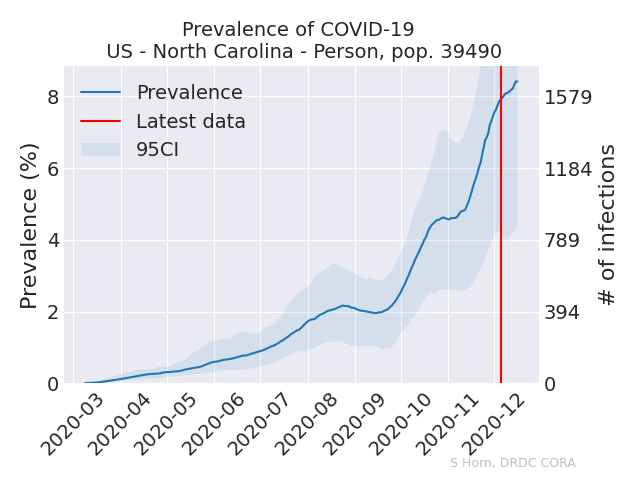 Prevalence of COVID-19
US - North Carolina - Person, pop. 39490
Prevalence
Latest data
95CI
Prevalence (%)
8
6
4
2
0
1579
1184
789
394
0
# of infections
2020-03
2020-04
2020-05
2020-06
2020-07
2020-08
2020-09
2020-10
2020-11
2020-12
S Horn, DRDC CORA